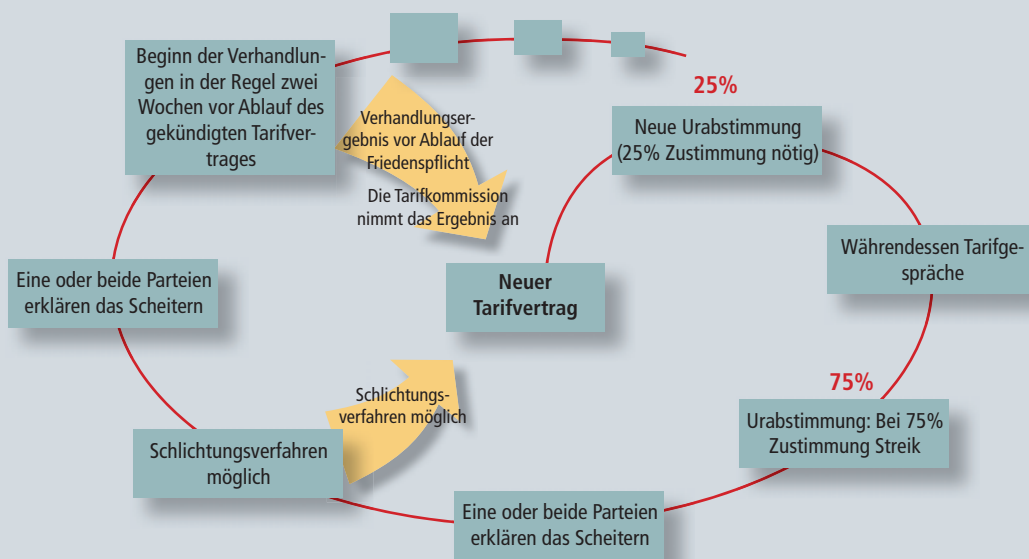 Beginn der Verhandlun-
gen in der Regel zwei
Wochen vor Ablauf des
gekündigten Tarifver-
trages
Verhandlungser-
gebnis vor Ablauf der
Friedenspflicht
Die Tarifkommission
nimmt das Ergebnis an
25%
Neue Urabstimmung
(25% Zustimmung nötig)
Währendessen Tarifge-
spräche
Eine oder beide Parteien
erklären das Scheitern
Neuer
Tarifvertrag
75%
Urabstimmung: Bei 75%
Zustimmung Streik
Schlichtungs-
verfahren möglich
Schlichtungsverfahren
möglich
Eine oder beide Parteien
erklären das Scheitern